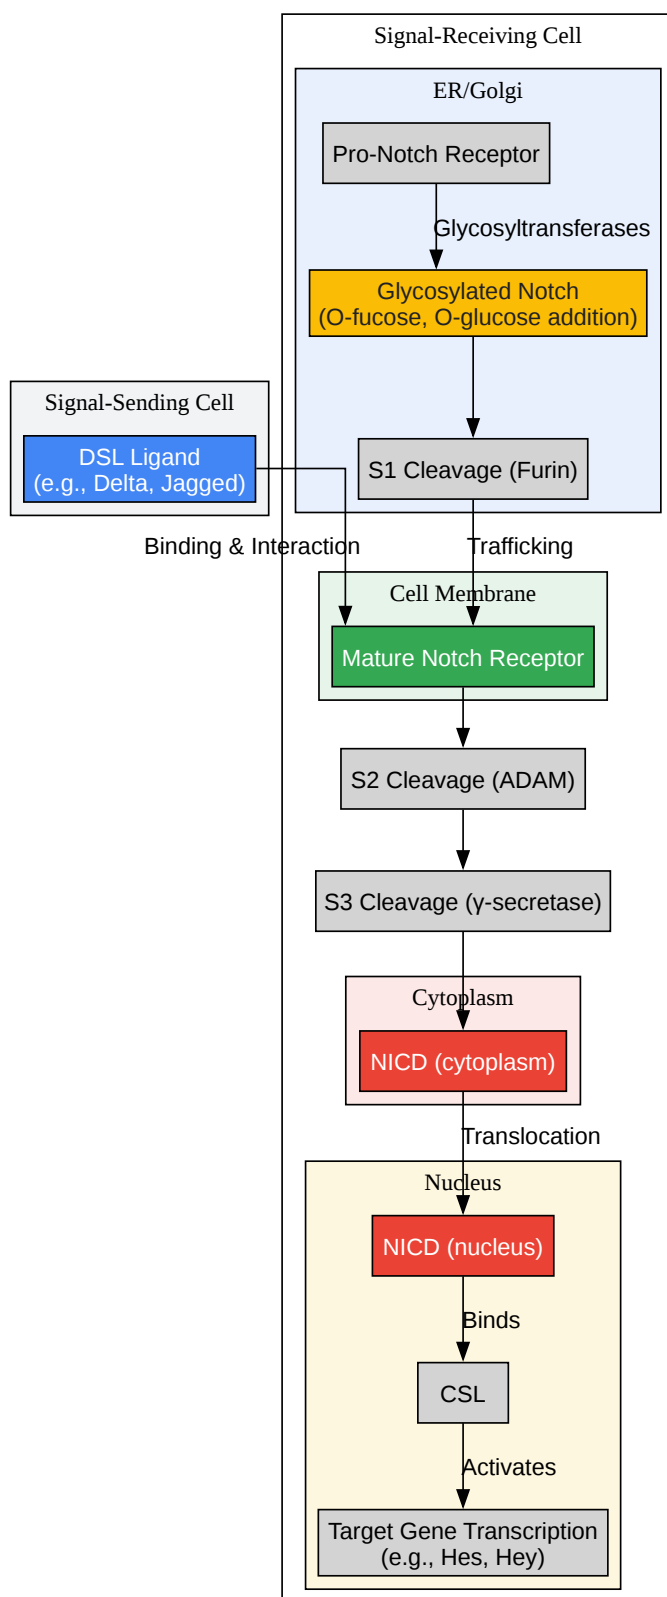 Signal-Receiving Cell
ER/Golgi
Pro-Notch Receptor
Glycosyltransferases
Glycosylated Notch
(O-fucose, O-glucose addition)
Signal-Sending Cell
DSL Ligand
(e.g., Delta, Jagged)
S1 Cleavage (Furin)
Binding & Interaction
Trafficking
Cell Membrane
Mature Notch Receptor
S2 Cleavage (ADAM)
S3 Cleavage (γ-secretase)
Cytoplasm
NICD (cytoplasm)
Translocation
Nucleus
NICD (nucleus)
Binds
CSL
Activates
Target Gene Transcription
(e.g., Hes, Hey)